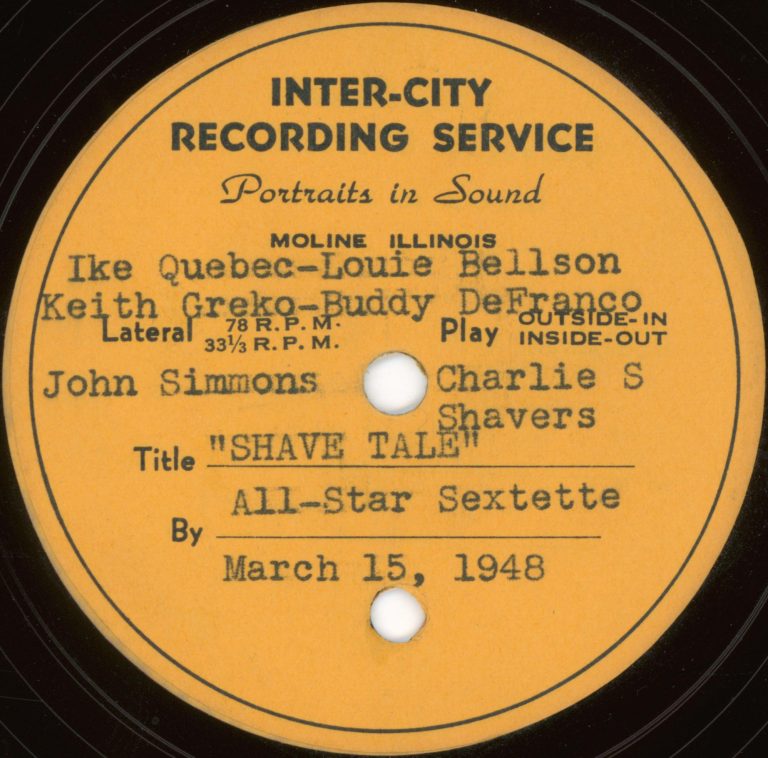 INTER-CITY
RECORDING SERVICE
Portraits in Sound
MOLINE ILLINOIS
Ike Quebec-Louie Bellson
Keith Greko-Buddy DeFranco
Lateral 78 R.P.M. Play OUTSIDE-IN
33⅓ R.P.M. INSIDE-OUT
John Simmons Charlie S
Shavers
Title "SHAVE TALE"
All-Star Sextette
By
March 15, 1948